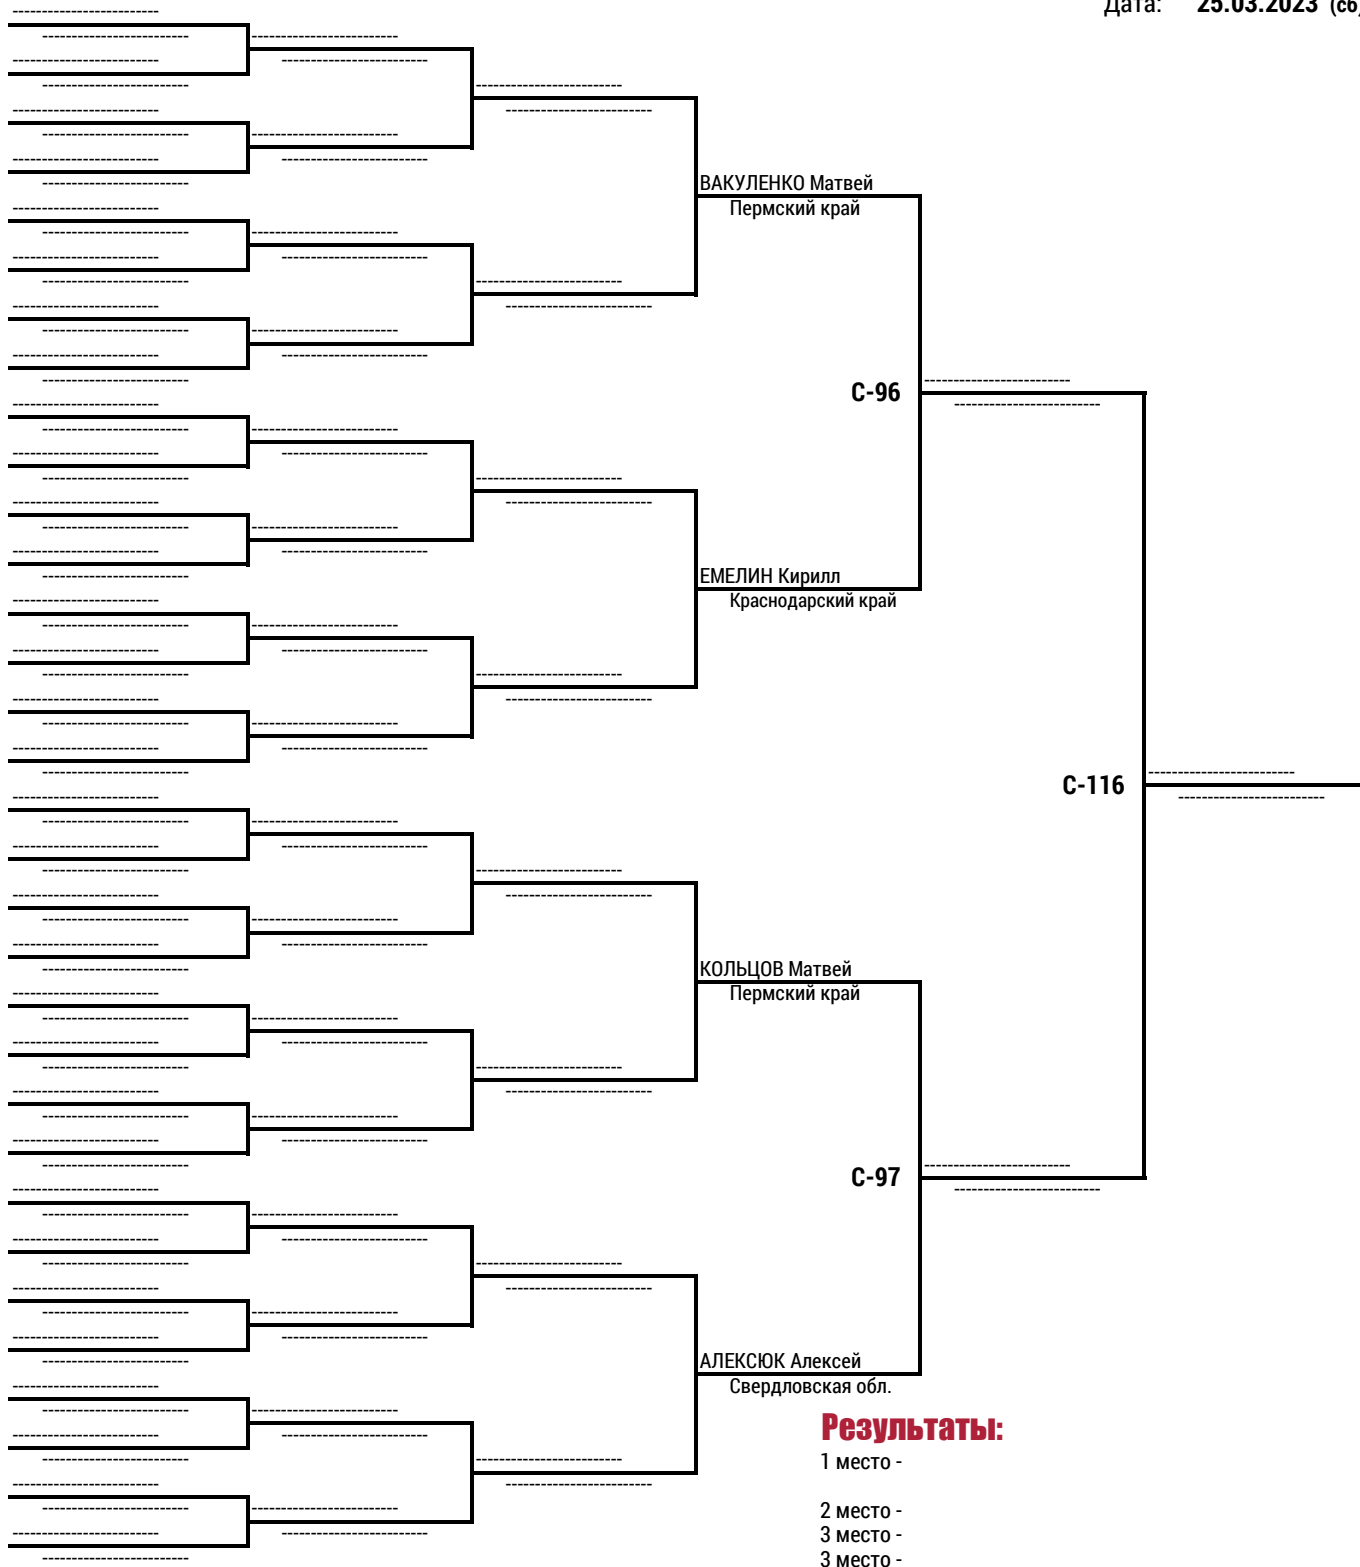 Дата: 25.03.2023 (сб)
ВАКУЛЕНКО Матвей
Пермский край
С-96
ЕМЕЛИН Кирилл
Краснодарский край
С-116
КОЛЬЦОВ Матвей
Пермский край
С-97
АЛЕКСЮК Алексей
Свердловская обл.
Результаты:
1 место -
2 место -
3 место -
3 место -